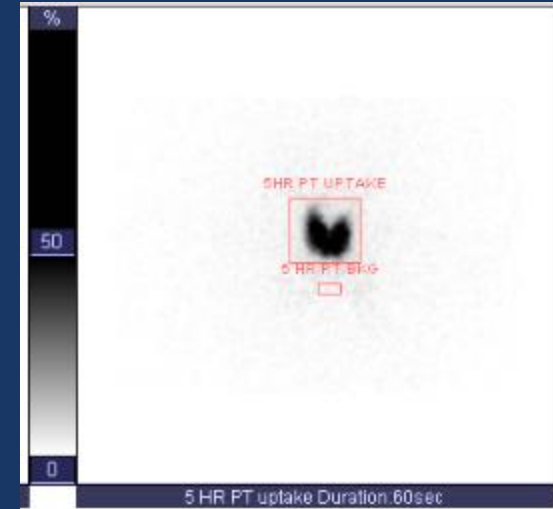 %
5HR PT UPTAKE
50
5 HR PT BKG
0
5 HR PT uptake Duration:60sec